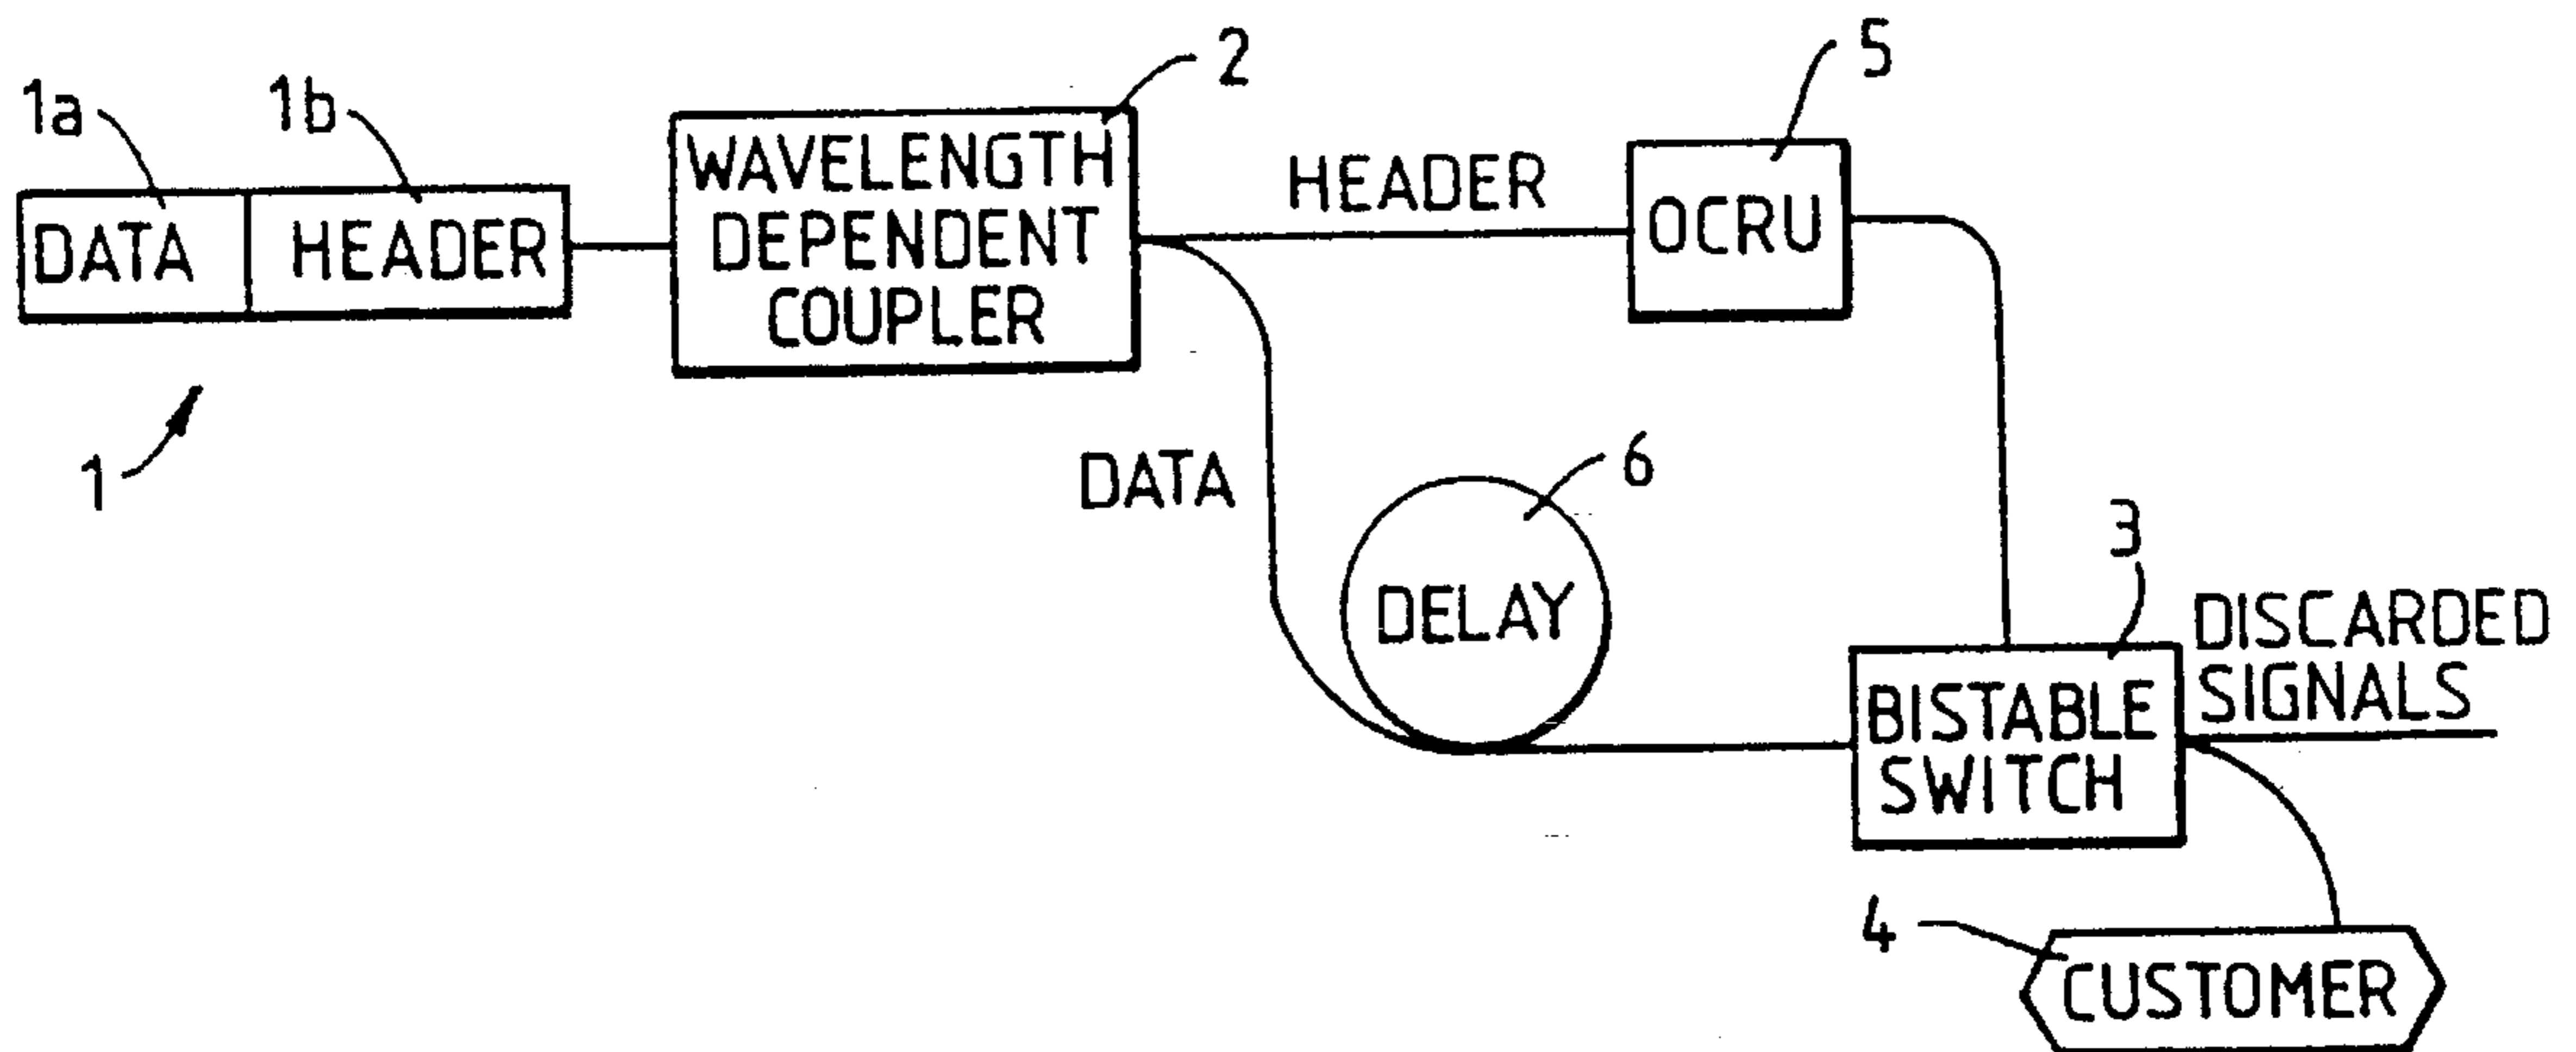 1a
1b
2
5
DATA
HEADER
WAVELENGTH
DEPENDENT
COUPLER
HEADER
OCRU
1
DATA
6
DELAY
3
DISCARDED
SIGNALS
BISTABLE
SWITCH
4
CUSTOMER